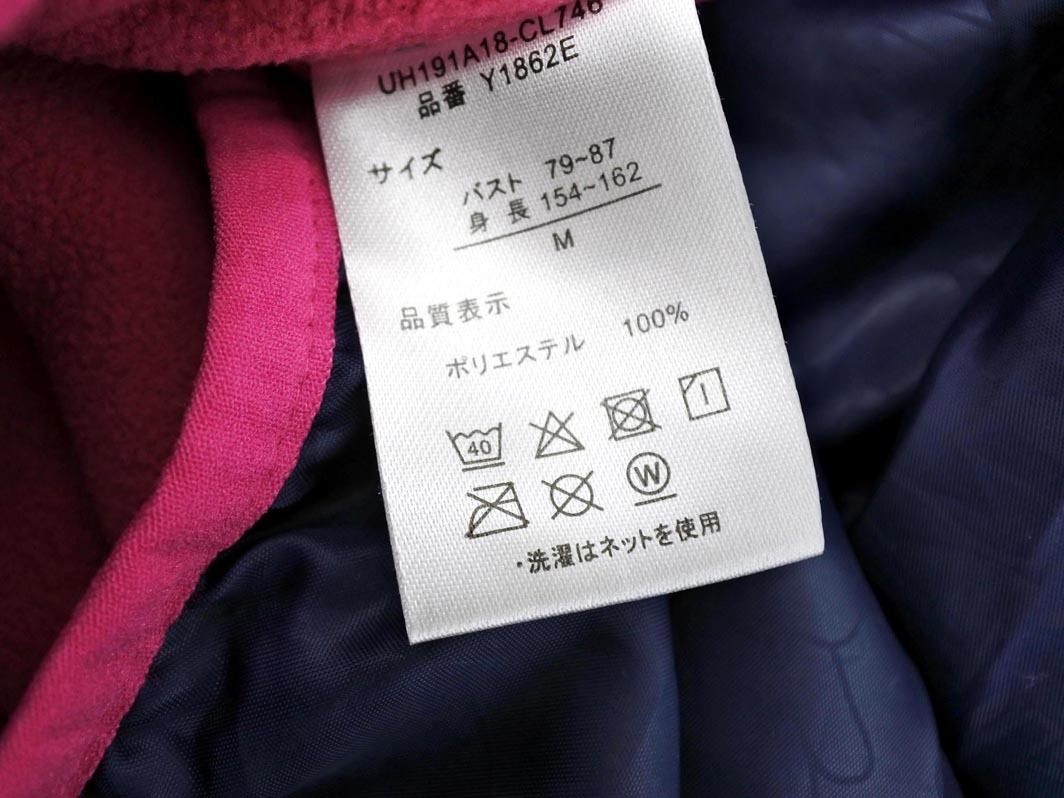 UH191A18-CL746
品番 Y1862E
サイズ
バスト 79~87
身長 154~162
M
品質表示
ポリエステル 100%
40
W
・洗濯はネットを使用